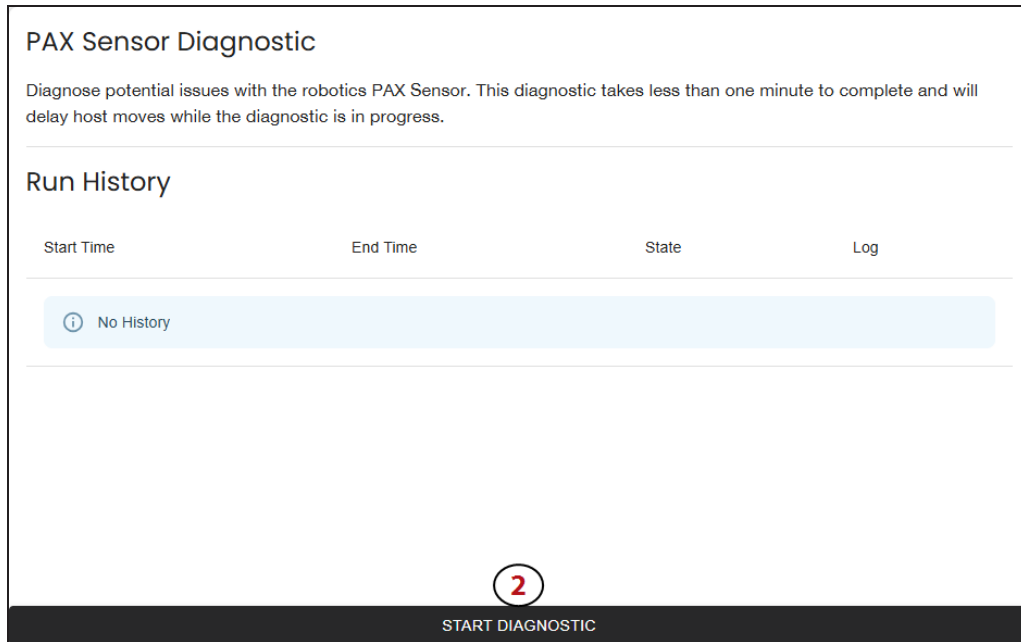 PAX Sensor Diagnostic
Diagnose potential issues with the robotics PAX Sensor. This diagnostic takes less than one minute to complete and will
delay host moves while the diagnostic is in progress.
Run History
Start Time End Time State Log
No History
2
START DIAGNOSTIC